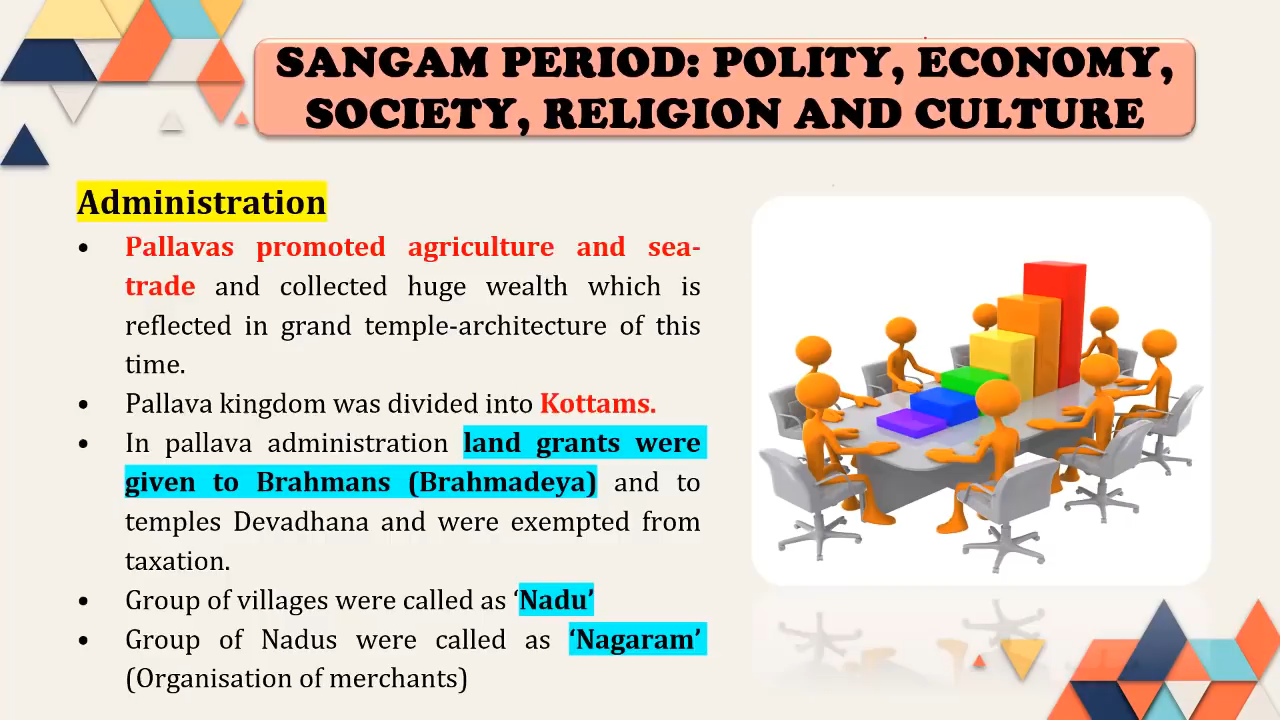 SANGAM PERIOD: POLITY, ECONOMY,
SOCIETY, RELIGION AND CULTURE
Administration
• Pallavas promoted agriculture and sea-
trade and collected huge wealth which is
reflected in grand temple-architecture of this
time.
• Pallava kingdom was divided into Kottams.
• In pallava administration land grants were
given to Brahmans (Brahmadeya) and to
temples Devadhana and were exempted from
taxation.
• Group of villages were called as ‘Nadu’
• Group of Nadus were called as ‘Nagaram’
(Organisation of merchants)